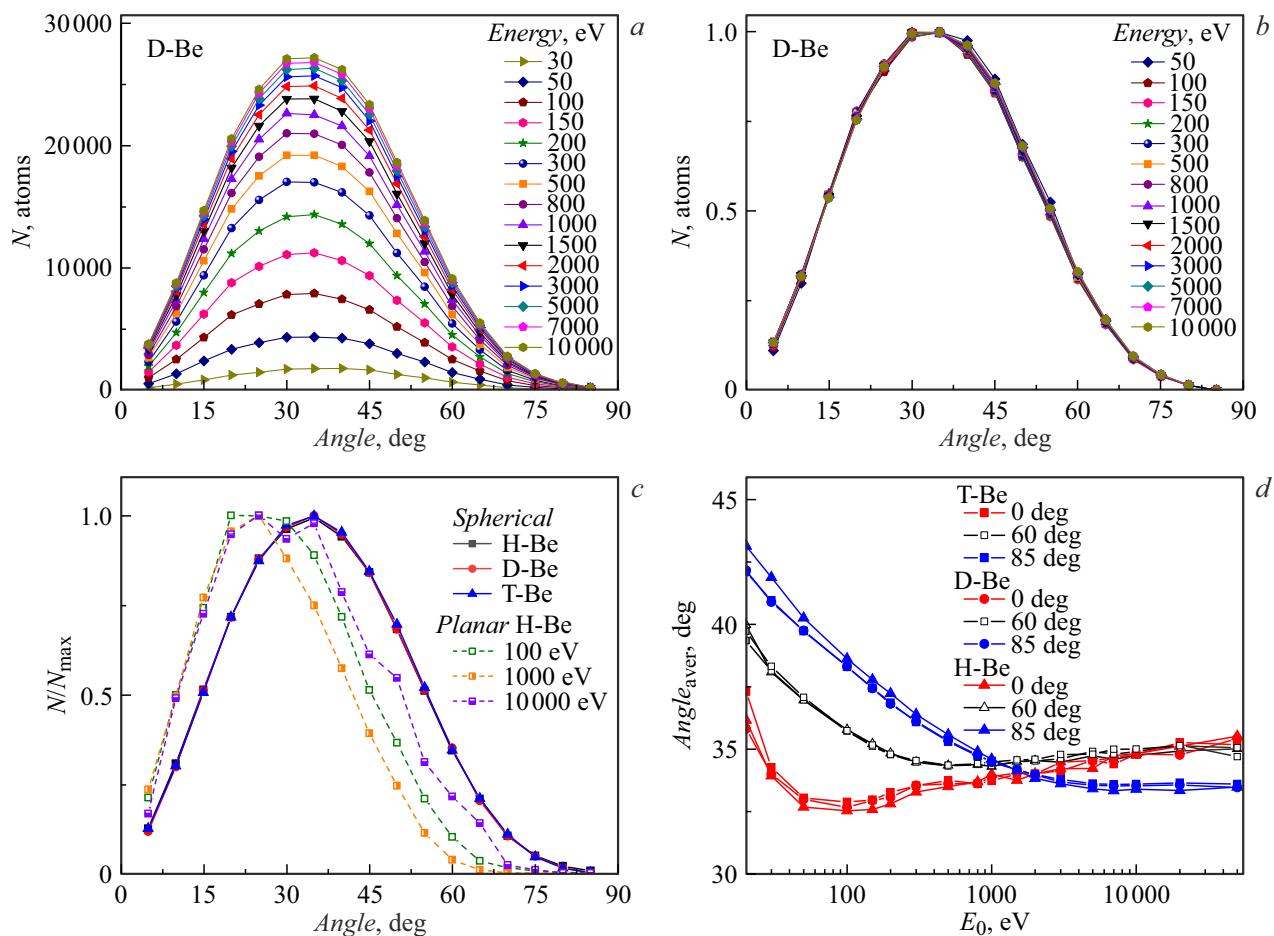 a
D-Be
Energy, eV
30
50
100
150
200
300
500
800
1000
1500
2000
3000
5000
7000
10 000
N, atoms
30 000
20 000
10 000
0
0 15 30 45 60 75 90
Angle, deg
b
D-Be
Energy, eV
50
100
150
200
300
500
800
1000
1500
2000
3000
5000
7000
10 000
N, atoms
1.0
0.5
0
0 15 30 45 60 75 90
Angle, deg
c
Spherical
H-Be
D-Be
T-Be
Planar H-Be
100 eV
1000 eV
10 000 eV
N/Nmax
1.0
0.5
0
0 15 30 45 60 75 90
Angle, deg
d
T-Be
0 deg
60 deg
85 deg
D-Be
0 deg
60 deg
85 deg
H-Be
0 deg
60 deg
85 deg
Angleaver, deg
45
40
35
30
100 1000 10 000
E0, eV